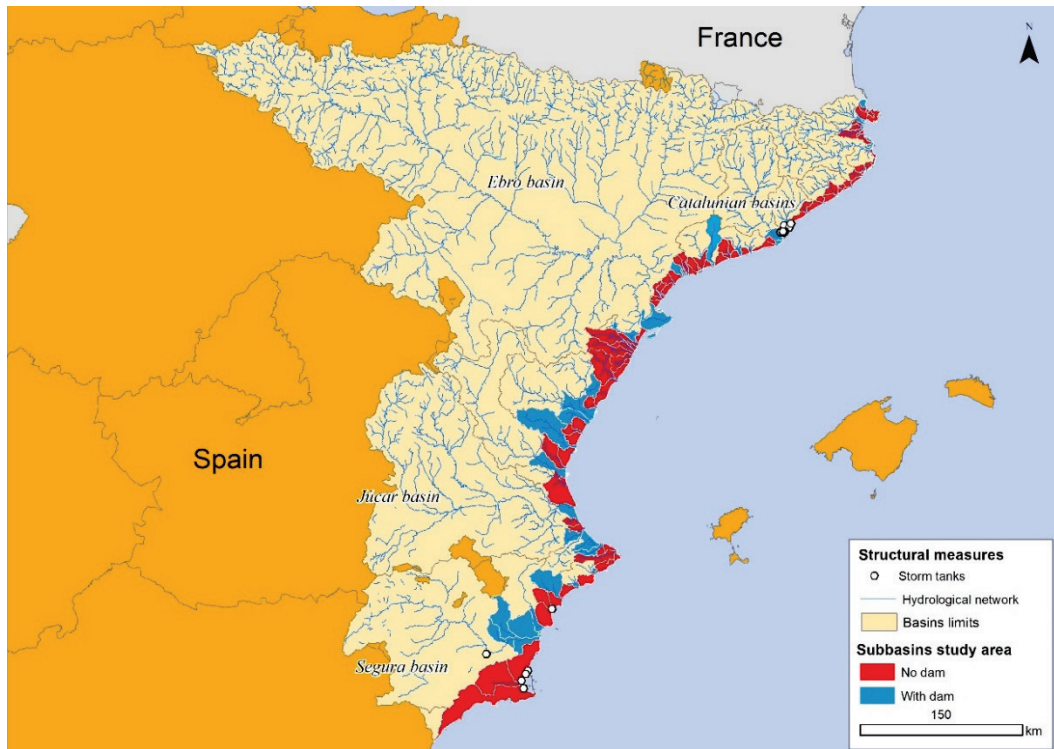 France
N
Ebro basin
Catalunian basins
Spain
Júcar basin
Segura basin
Structural measures
Storm tanks
Hydrological network
Basins limits
Subbasins study area
No dam
With dam
150
km